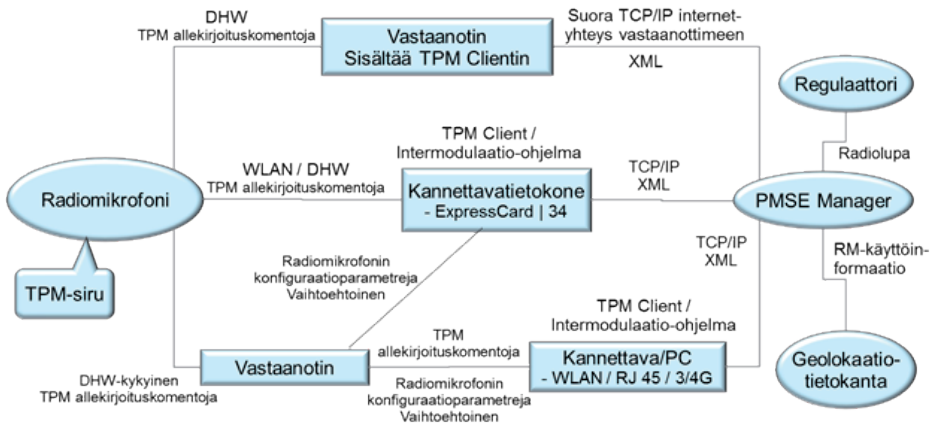 DHW
TPM allekirjoituskomentoja
Vastaanotin
Sisältää TPM Clientin
Suora TCP/IP internet-
yhteys vastaanottimeen
XML
Regulaattori
Radiolupa
TPM Client /
Intermodulaatio-ohjelma
WLAN / DHW
TPM allekirjoituskomentoja
Kannettavatietokone
- ExpressCard | 34
TCP/IP
XML
Radiomikrofoni
PMSE Manager
TPM-siru
Radiomikrofonin
konfiguraatioparametreja
Vaihtoehtoinen
TCP/IP
XML
RM-käyttöin-
formaatio
TPM Client /
Intermodulaatio-ohjelma
TPM
allekirjoituskomentoja
Vastaanotin
Kannettava/PC
- WLAN / RJ 45 / 3/4G
Geolokaatio-
tietokanta
DHW-kykyinen
TPM allekirjoituskomentoja
Radiomikrofonin
konfiguraatioparametreja
Vaihtoehtoinen